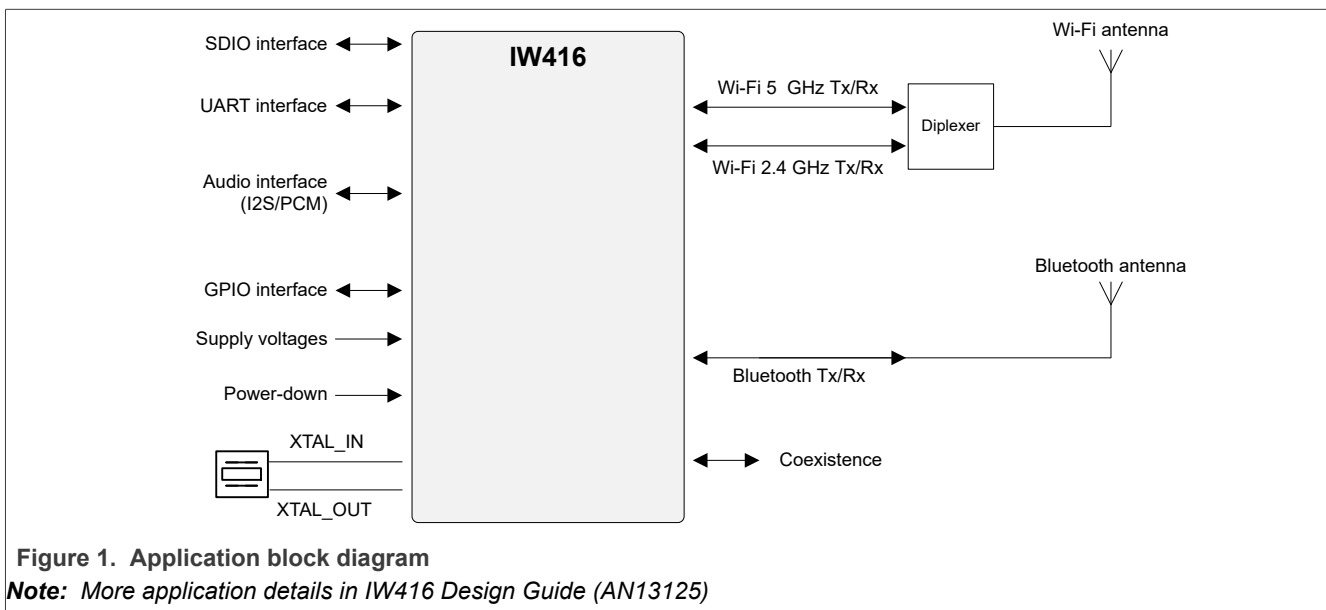 IW416
SDIO interface
UART interface
Audio interface
(I2S/PCM)
GPIO interface
Supply voltages
Power-down
XTAL_IN
XTAL_OUT
Wi-Fi 5 GHz Tx/Rx
Wi-Fi 2.4 GHz Tx/Rx
Diplexer
Wi-Fi antenna
Bluetooth antenna
Bluetooth Tx/Rx
Coexistence
Figure 1. Application block diagram
Note: More application details in IW416 Design Guide (AN13125)